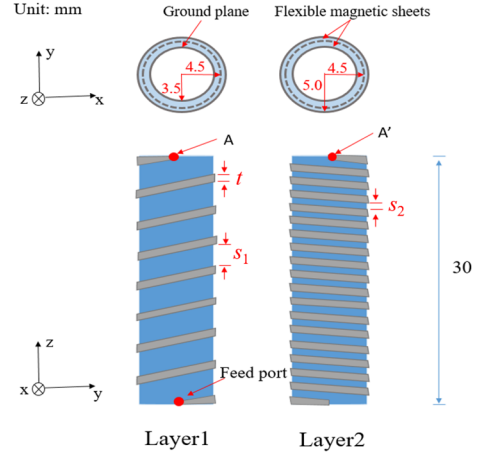 Unit: mm
Ground plane
Flexible magnetic sheets
y
z
x
4.5
3.5
4.5
5.0
A
A'
t
s1
s2
30
z
x
y
Feed port
Layer1
Layer2